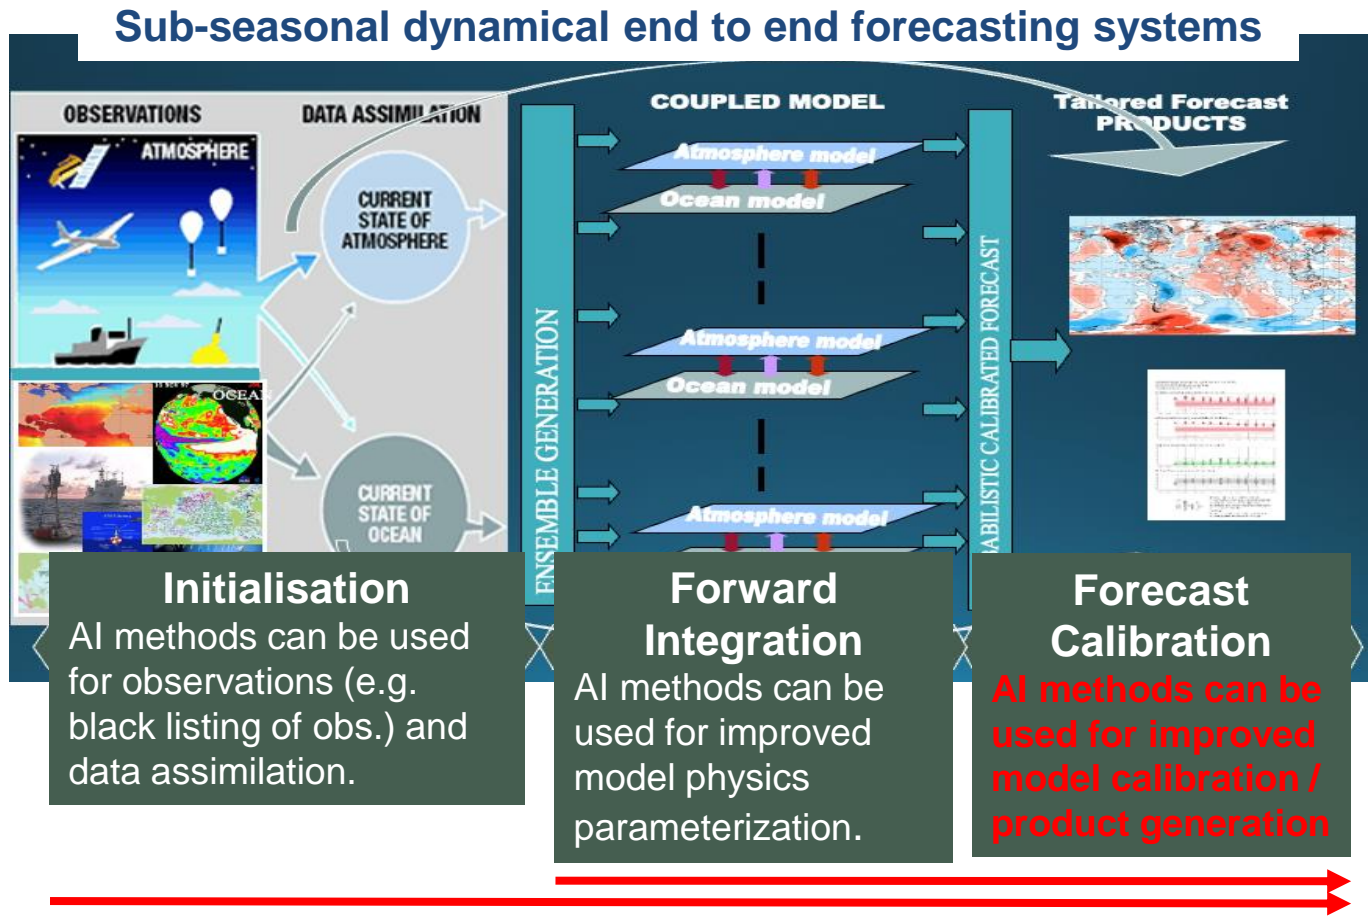 Sub-seasonal dynamical end to end forecasting systems
OBSERVATIONS
DATA ASSIMILATION
COUPLED MODEL
Tailored Forecast
PRODUCTS
ATMOSPHERE
CURRENT
STATE OF
ATMOSPHERE
OCEAN
CURRENT
STATE OF
OCEAN
ENSEMBLE GENERATION
Atmosphere model
Ocean model
Atmosphere model
Ocean model
Atmosphere model
ABILISTIC CALIBRATED FORECAST
Initialisation
AI methods can be used
for observations (e.g.
black listing of obs.) and
data assimilation.
Forward
Integration
AI methods can be
used for improved
model physics
parameterization.
Forecast
Calibration
AI methods can be
used for improved
model calibration /
product generation